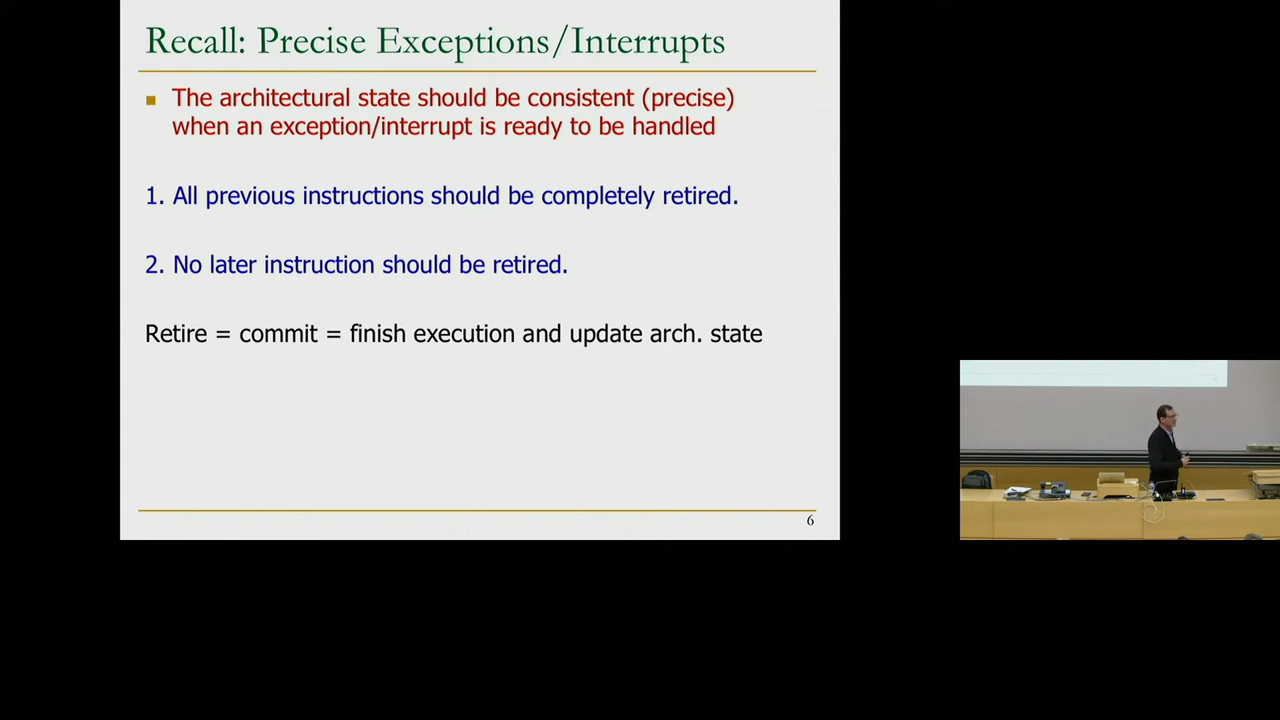 Recall: Precise Exceptions/Interrupts
The architectural state should be consistent (precise)
when an exception/interrupt is ready to be handled
1. All previous instructions should be completely retired.
2. No later instruction should be retired.
Retire = commit = finish execution and update arch. state
6